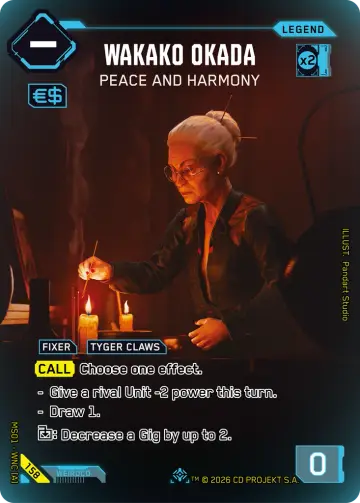 LEGEND
WAKAKO OKADA
x2
PEACE AND HARMONY
€$
ILLUST. Pandart Studio
FIXER
TYGER CLAWS
CALL Choose one effect.
- Give a rival Unit -2 power this turn.
- Draw 1.
: Decrease a Gig by up to 2.
158
WEIRDCO
™ © 2026 CD PROJEKT S.A.
0